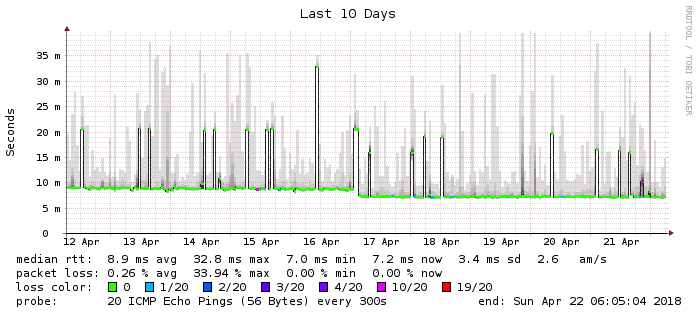 Last 10 Days
RRDTOOL / TOBI OETIKER
Seconds
35 m
30 m
25 m
20 m
15 m
10 m
5 m
0
12 Apr 13 Apr 14 Apr 15 Apr 16 Apr 17 Apr 18 Apr 19 Apr 20 Apr 21 Apr
median rtt: 8.9 ms avg 32.8 ms max 7.0 ms min 7.2 ms now 3.4 ms sd 2.6 am/s
packet loss: 0.26 % avg 33.94 % max 0.00 % min 0.00 % now
loss color: 0 1/20 2/20 3/20 4/20 10/20 19/20
probe: 20 ICMP Echo Pings (56 Bytes) every 300s end: Sun Apr 22 06:05:04 2018